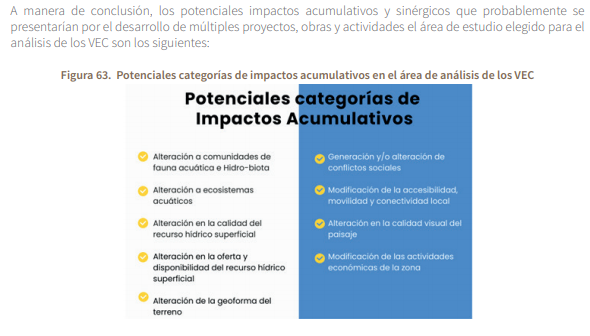 A manera de conclusión, los potenciales impactos acumulativos y sinérgicos que probablemente se
presentarían por el desarrollo de múltiples proyectos, obras y actividades el área de estudio elegido para el
análisis de los VEC son los siguientes:
Figura 63. Potenciales categorías de impactos acumulativos en el área de análisis de los VEC
Potenciales categorías de
Impactos Acumulativos
Alteración a comunidades de
fauna acuática e Hidro-biota
Alteración a ecosistemas
acuáticos
Alteración en la calidad del
recurso hídrico superficial
Alteración en la oferta y
disponibilidad del recurso hídrico
superficial
Alteración de la geoforma del
terreno
Generación y/o alteración de
conflictos sociales
Modificación de la accesibilidad,
movilidad y conectividad local
Alteración en la calidad visual del
paisaje
Modificación de las actividades
económicas de la zona